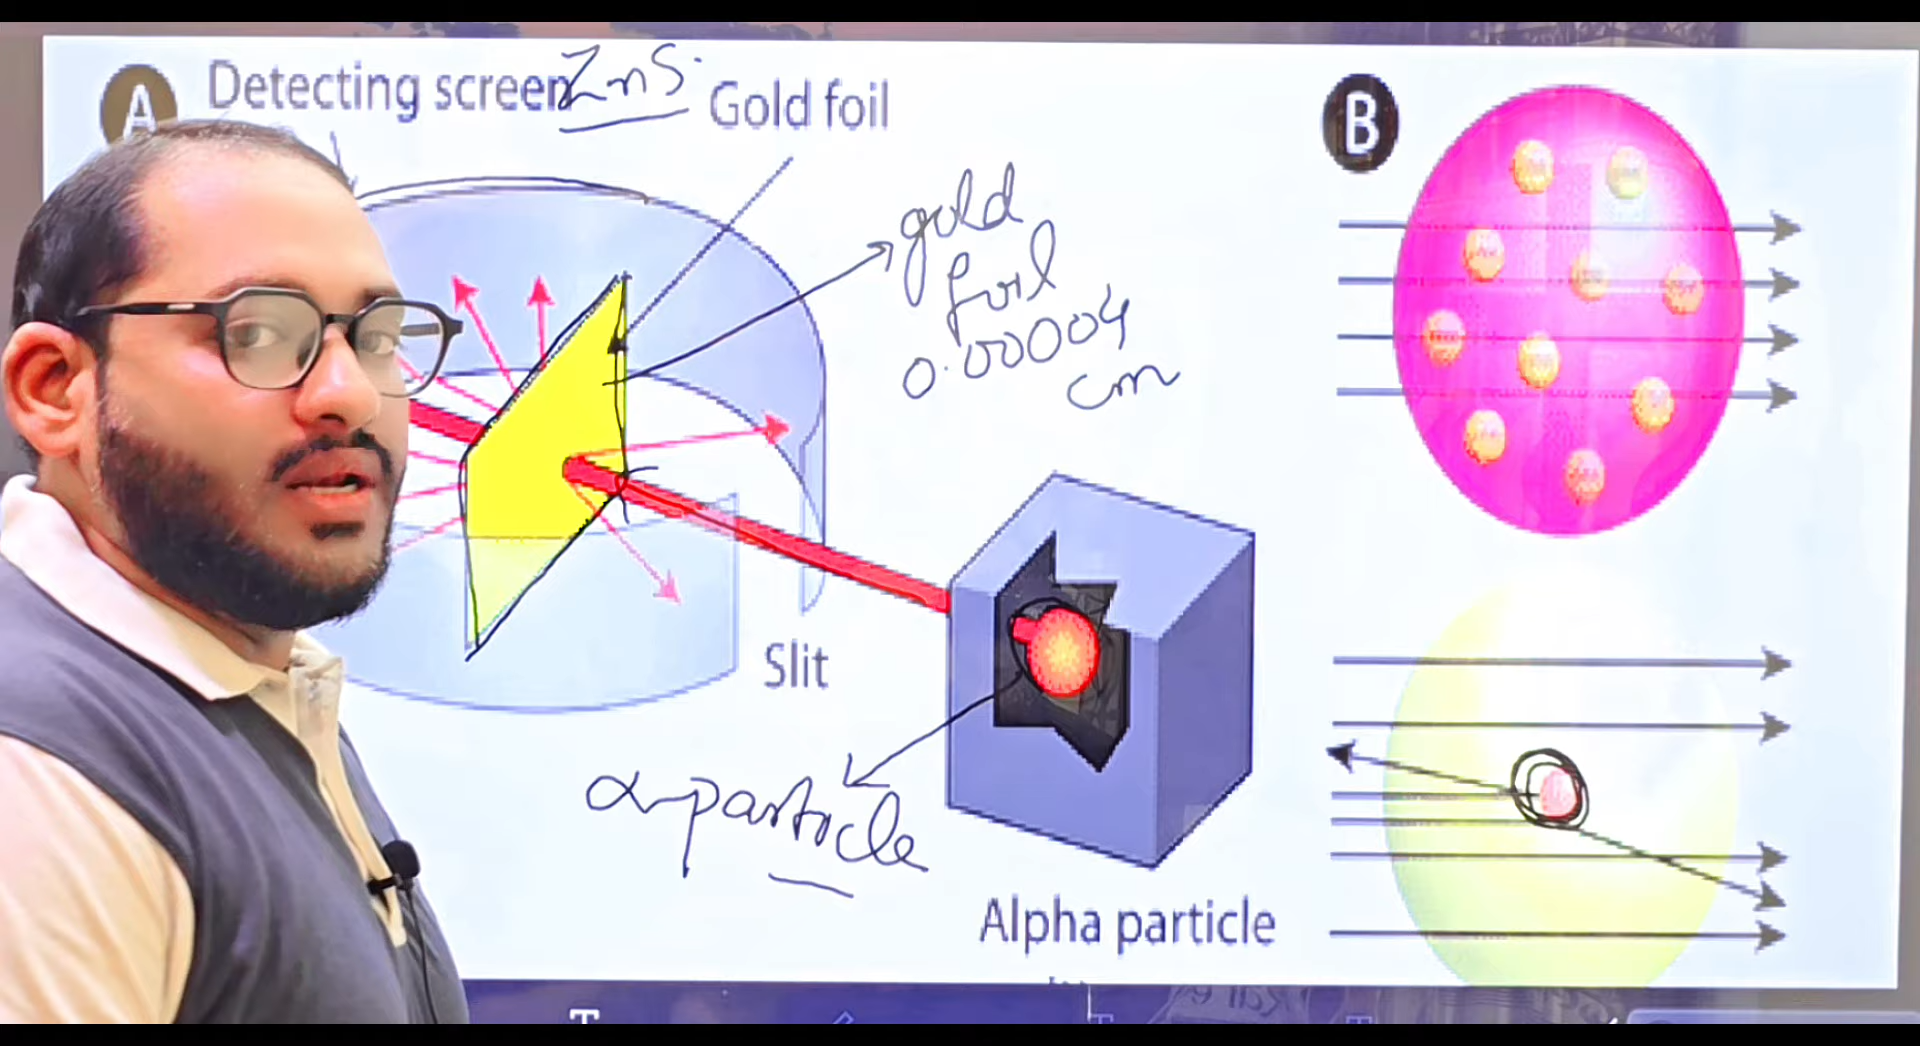 A
Detecting screen
ZnS
Gold foil
gold
foil
0.00004
cm
B
Slit
α-particle
Alpha particle
T